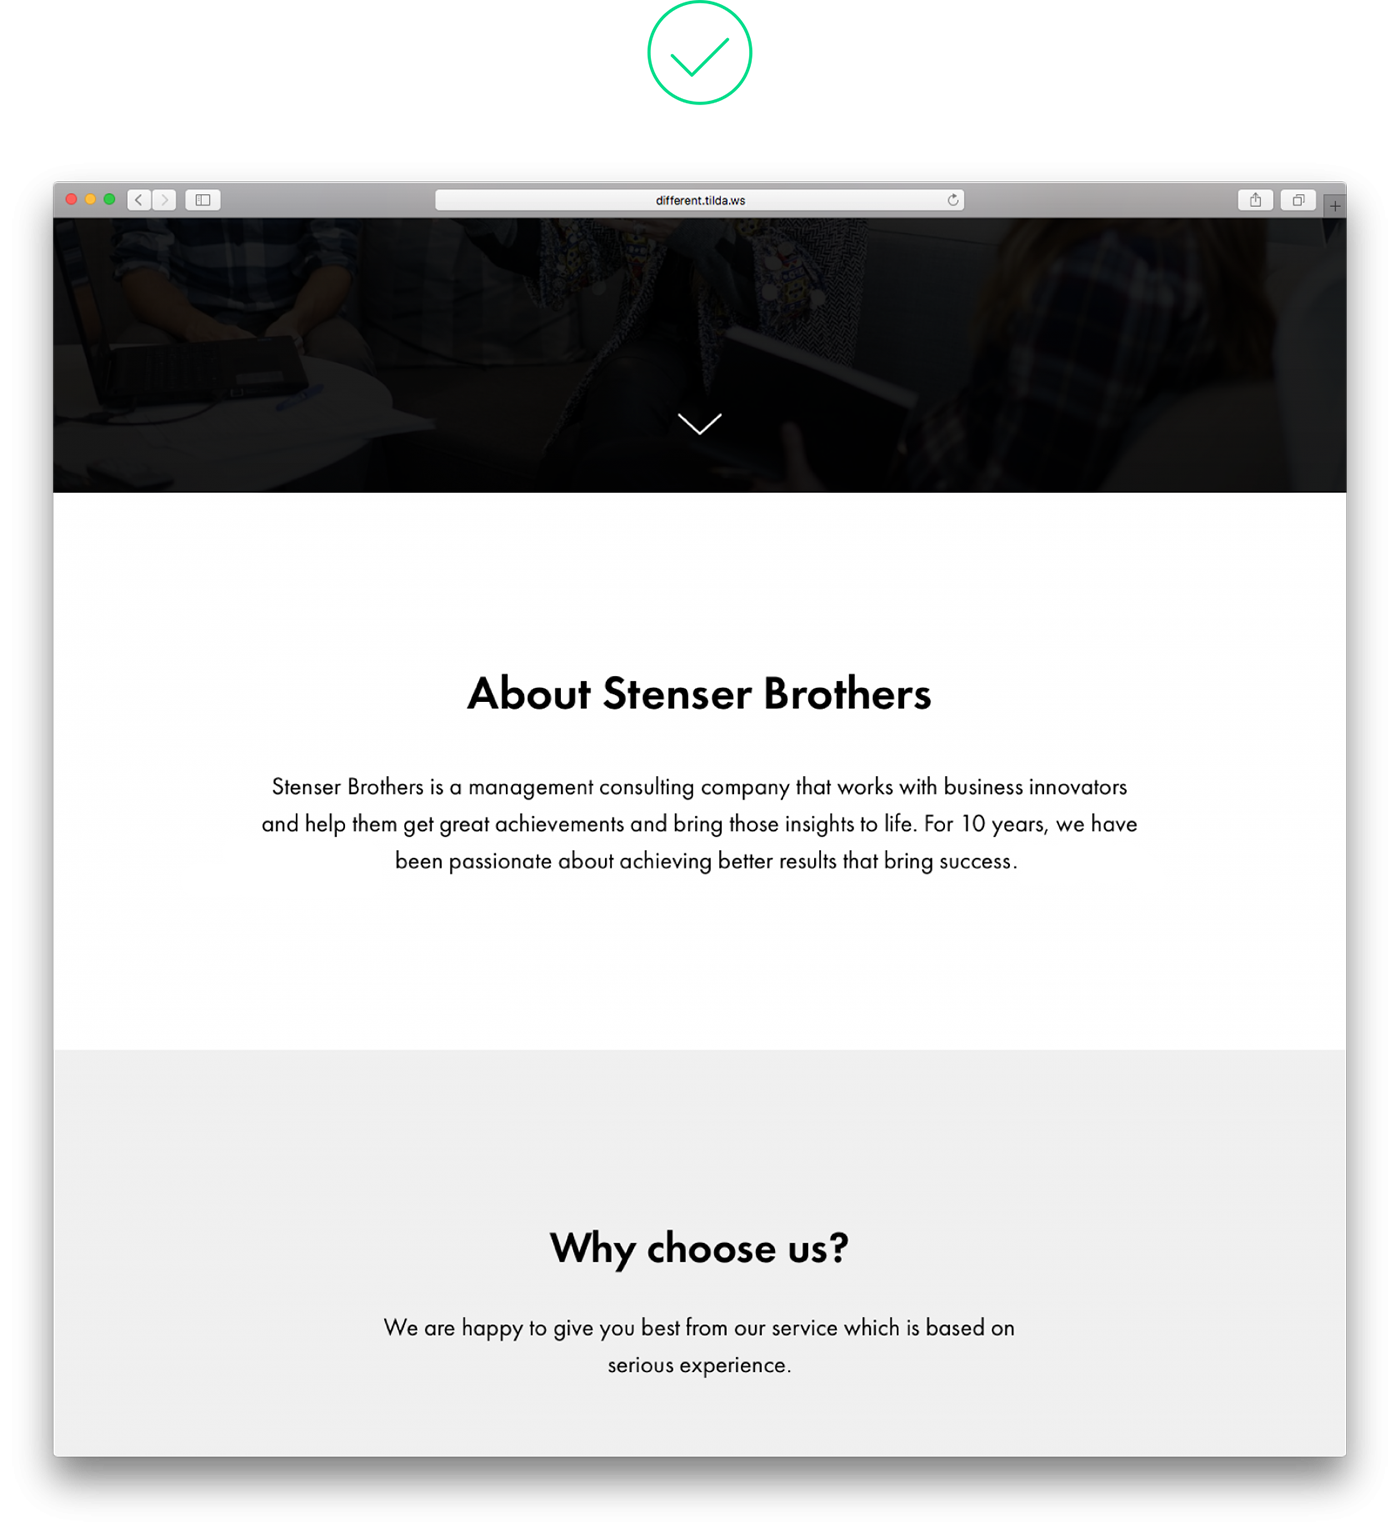 different.tilda.ws
About Stenser Brothers
Stenser Brothers is a management consulting company that works with business innovators
and help them get great achievements and bring those insights to life. For 10 years, we have
been passionate about achieving better results that bring success.
Why choose us?
We are happy to give you best from our service which is based on
serious experience.